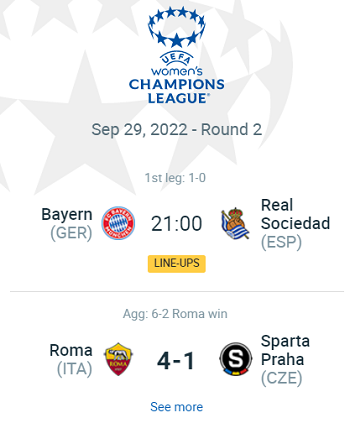 UEFA
women's
CHAMPIONS
LEAGUE
Sep 29, 2022 - Round 2
1st leg: 1-0
Bayern
(GER)
21:00
Real
Sociedad
(ESP)
LINE-UPS
Agg: 6-2 Roma win
Roma
(ITA)
ROMA
4-1
S
Sparta
Praha
(CZE)
See more